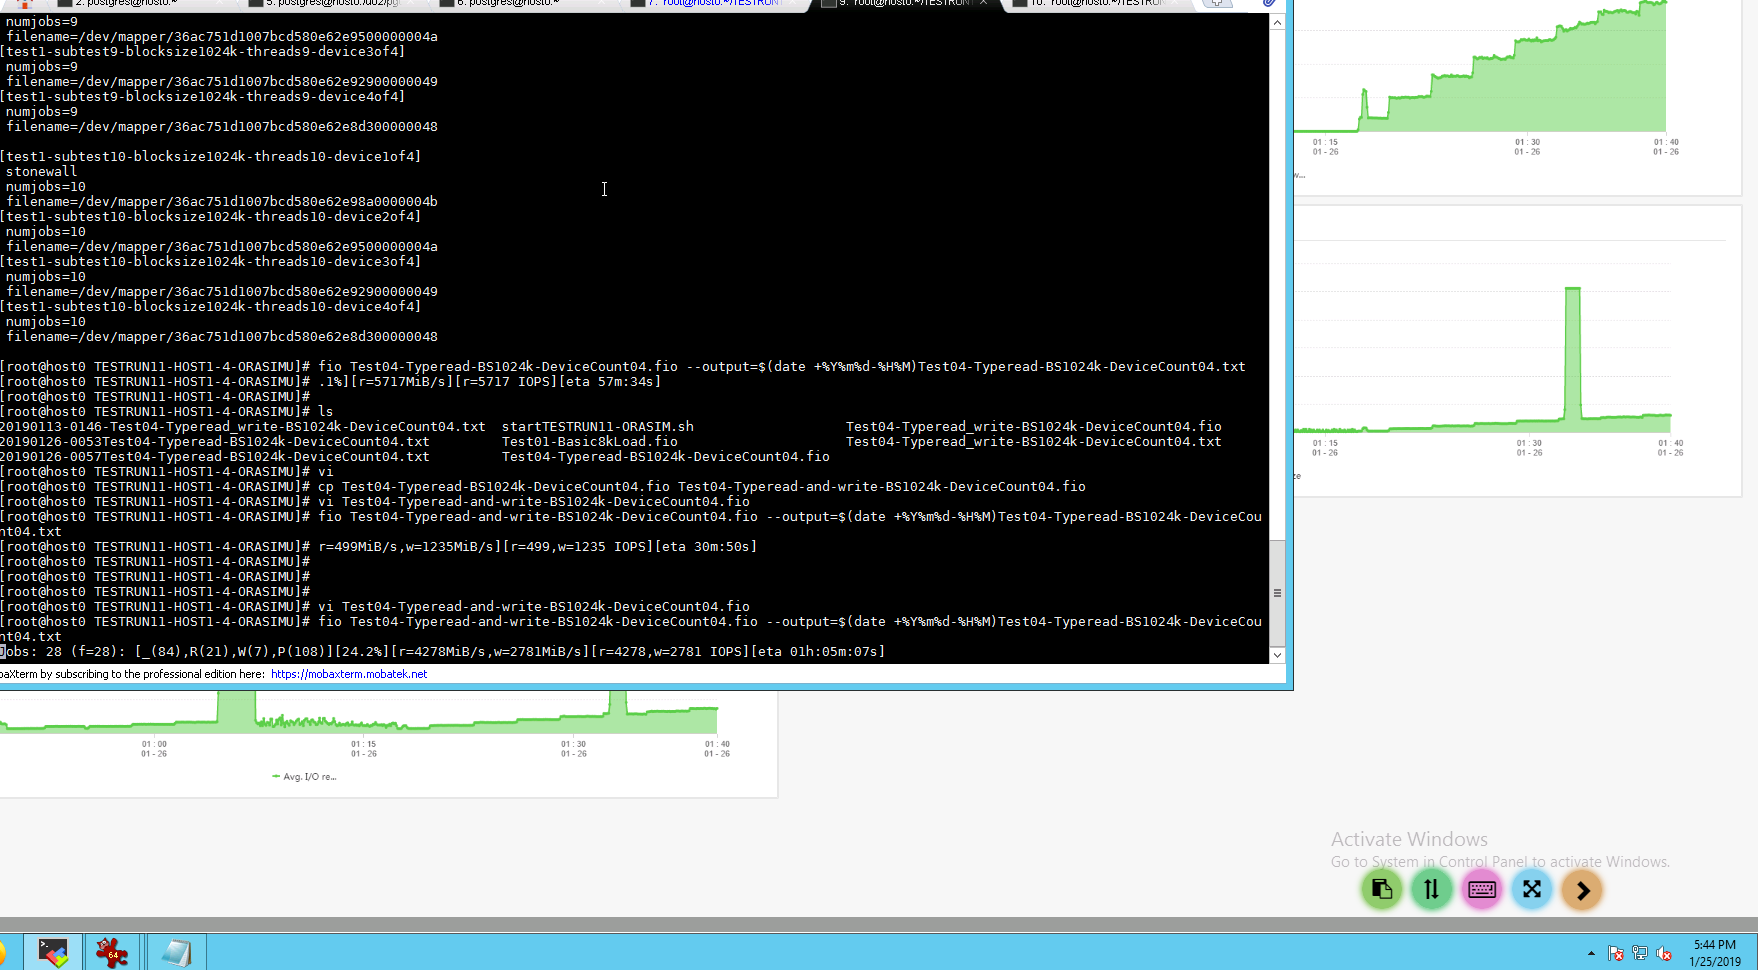 2. postgres@host0:~
5. postgres@host0:/u02/pg
6. postgres@host0:~
7. root@host0:~/TESTRUN
9. root@host0:~/TESTRUN
10. root@host0:~/TESTRUN
numjobs=9
filename=/dev/mapper/36ac751d1007bcd580e62e9500000004a
[test1-subtest9-blocksize1024k-threads9-device3of4]
numjobs=9
filename=/dev/mapper/36ac751d1007bcd580e62e92900000049
[test1-subtest9-blocksize1024k-threads9-device4of4]
numjobs=9
filename=/dev/mapper/36ac751d1007bcd580e62e8d300000048
[test1-subtest10-blocksize1024k-threads10-device1of4]
stonewall
numjobs=10
filename=/dev/mapper/36ac751d1007bcd580e62e98a0000004b
[test1-subtest10-blocksize1024k-threads10-device2of4]
numjobs=10
filename=/dev/mapper/36ac751d1007bcd580e62e9500000004a
[test1-subtest10-blocksize1024k-threads10-device3of4]
numjobs=10
filename=/dev/mapper/36ac751d1007bcd580e62e92900000049
[test1-subtest10-blocksize1024k-threads10-device4of4]
numjobs=10
filename=/dev/mapper/36ac751d1007bcd580e62e8d300000048
[root@host0 TESTRUN11-HOST1-4-ORASIMU]# fio Test04-Typeread-BS1024k-DeviceCount04.fio --output=$(date +%Y%m%d-%H%M)Test04-Typeread-BS1024k-DeviceCount04.txt
[root@host0 TESTRUN11-HOST1-4-ORASIMU]# .1%][r=5717MiB/s][r=5717 IOPS][eta 57m:34s]
[root@host0 TESTRUN11-HOST1-4-ORASIMU]#
[root@host0 TESTRUN11-HOST1-4-ORASIMU]# ls
20190113-0146-Test04-Typeread_write-BS1024k-DeviceCount04.txt  startTESTRUN11-ORASIM.sh  Test04-Typeread_write-BS1024k-DeviceCount04.fio
20190126-0053Test04-Typeread-BS1024k-DeviceCount04.txt  Test01-Basic8kLoad.fio  Test04-Typeread_write-BS1024k-DeviceCount04.txt
20190126-0057Test04-Typeread-BS1024k-DeviceCount04.txt  Test04-Typeread-BS1024k-DeviceCount04.fio
[root@host0 TESTRUN11-HOST1-4-ORASIMU]# vi
[root@host0 TESTRUN11-HOST1-4-ORASIMU]# cp Test04-Typeread-BS1024k-DeviceCount04.fio Test04-Typeread-and-write-BS1024k-DeviceCount04.fio
[root@host0 TESTRUN11-HOST1-4-ORASIMU]# vi Test04-Typeread-and-write-BS1024k-DeviceCount04.fio
[root@host0 TESTRUN11-HOST1-4-ORASIMU]# fio Test04-Typeread-and-write-BS1024k-DeviceCount04.fio --output=$(date +%Y%m%d-%H%M)Test04-Typeread-BS1024k-DeviceCou
nt04.txt
[root@host0 TESTRUN11-HOST1-4-ORASIMU]# r=499MiB/s,w=1235MiB/s][r=499,w=1235 IOPS][eta 30m:50s]
[root@host0 TESTRUN11-HOST1-4-ORASIMU]#
[root@host0 TESTRUN11-HOST1-4-ORASIMU]#
[root@host0 TESTRUN11-HOST1-4-ORASIMU]#
[root@host0 TESTRUN11-HOST1-4-ORASIMU]# vi Test04-Typeread-and-write-BS1024k-DeviceCount04.fio
[root@host0 TESTRUN11-HOST1-4-ORASIMU]# fio Test04-Typeread-and-write-BS1024k-DeviceCount04.fio --output=$(date +%Y%m%d-%H%M)Test04-Typeread-BS1024k-DeviceCou
nt04.txt
Jobs: 28 (f=28): [_(84),R(21),W(7),P(108)][24.2%][r=4278MiB/s,w=2781MiB/s][r=4278,w=2781 IOPS][eta 01h:05m:07s]
baXterm by subscribing to the professional edition here: https://mobaxterm.mobatek.net
01:15 01:30 01:40
01-26 01-26 01-26
w...
01:15 01:30 01:40
01-26 01-26 01-26
ze
01:00 01:15 01:30 01:40
01-26 01-26 01-26 01-26
Avg. I/O re...
Activate Windows
Go to System in Control Panel to activate Windows.
64
5:44 PM
1/25/2019